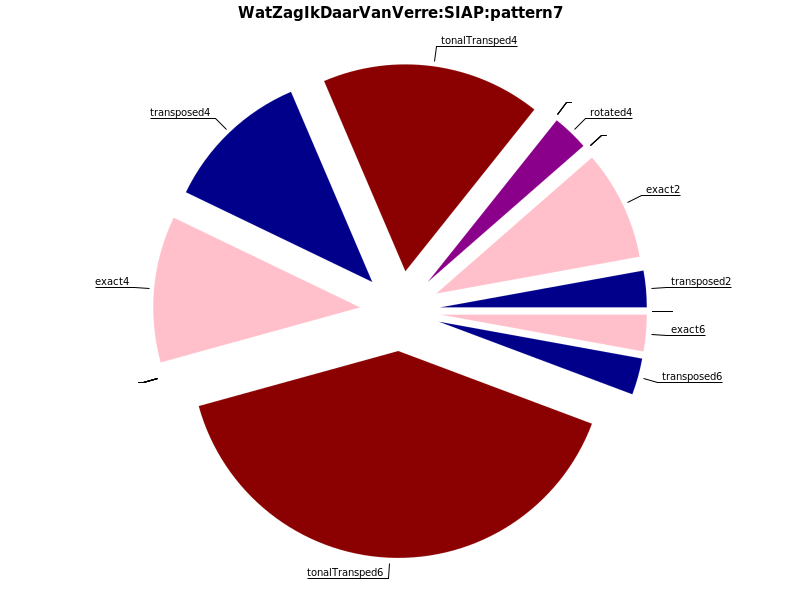 WatZagIkDaarVanVerre:SIAP:pattern7
tonalTransped4
transposed4
rotated4
exact2
exact4
transposed2
exact6
transposed6
tonalTransped6